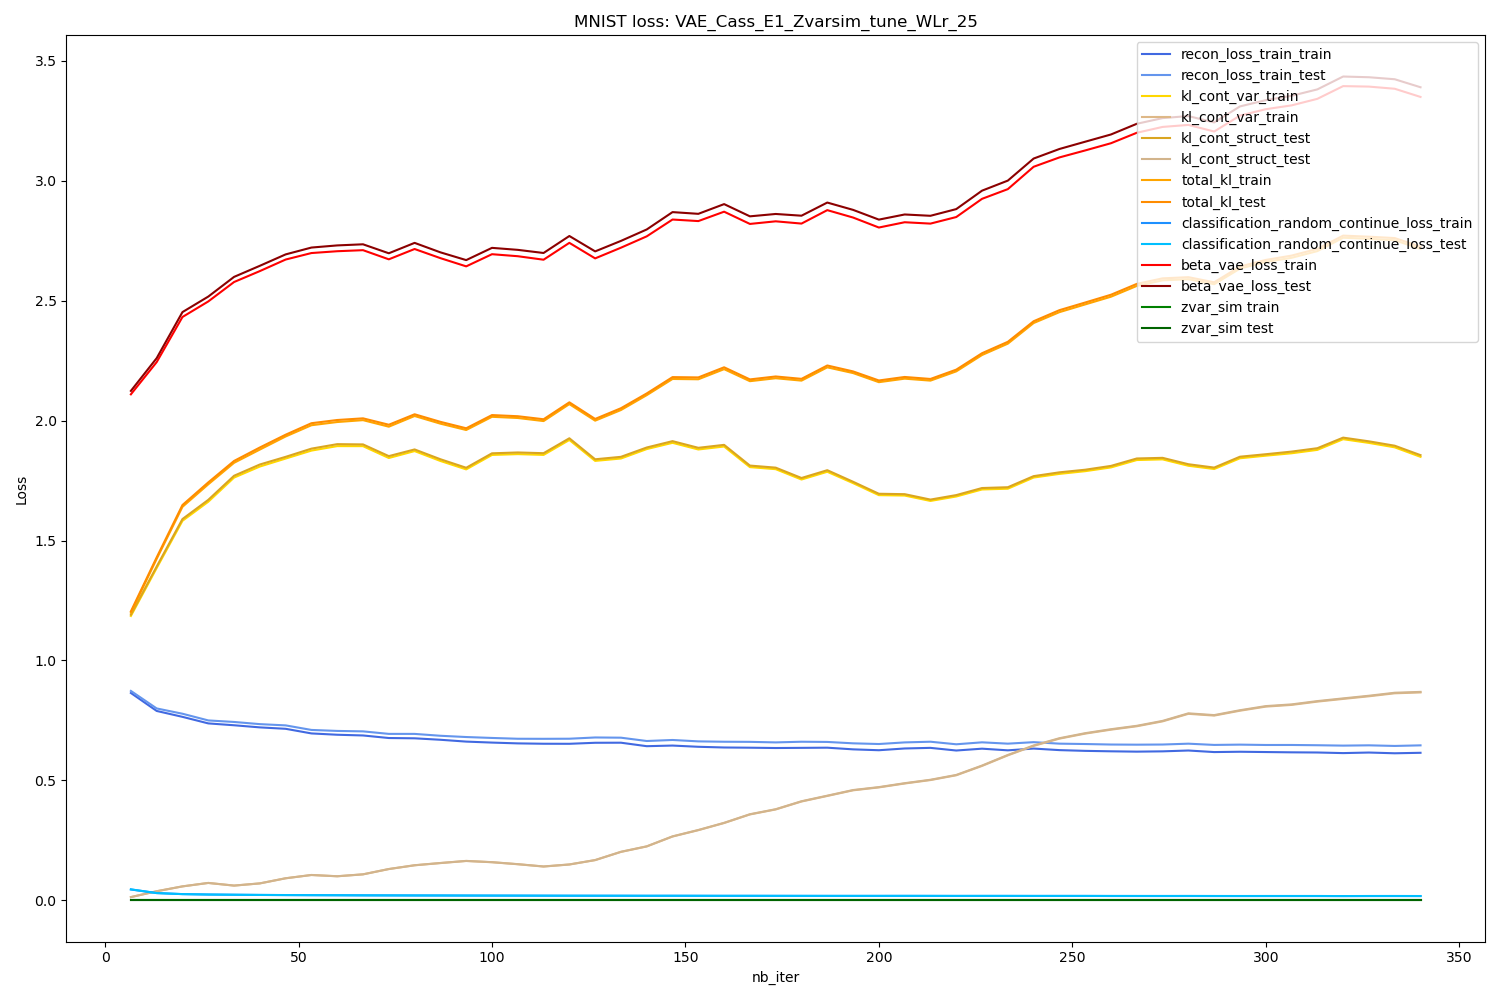 MNIST loss: VAE_Cass_E1_Zvarsim_tune_WLr_25
recon_loss_train_train
recon_loss_train_test
kl_cont_var_train
kl_cont_var_train
kl_cont_struct_test
kl_cont_struct_test
total_kl_train
total_kl_test
classification_random_continue_loss_train
classification_random_continue_loss_test
beta_vae_loss_train
beta_vae_loss_test
zvar_sim train
zvar_sim test
Loss
3.5
3.0
2.5
2.0
1.5
1.0
0.5
0.0
0
50
100
150
200
250
300
350
nb_iter